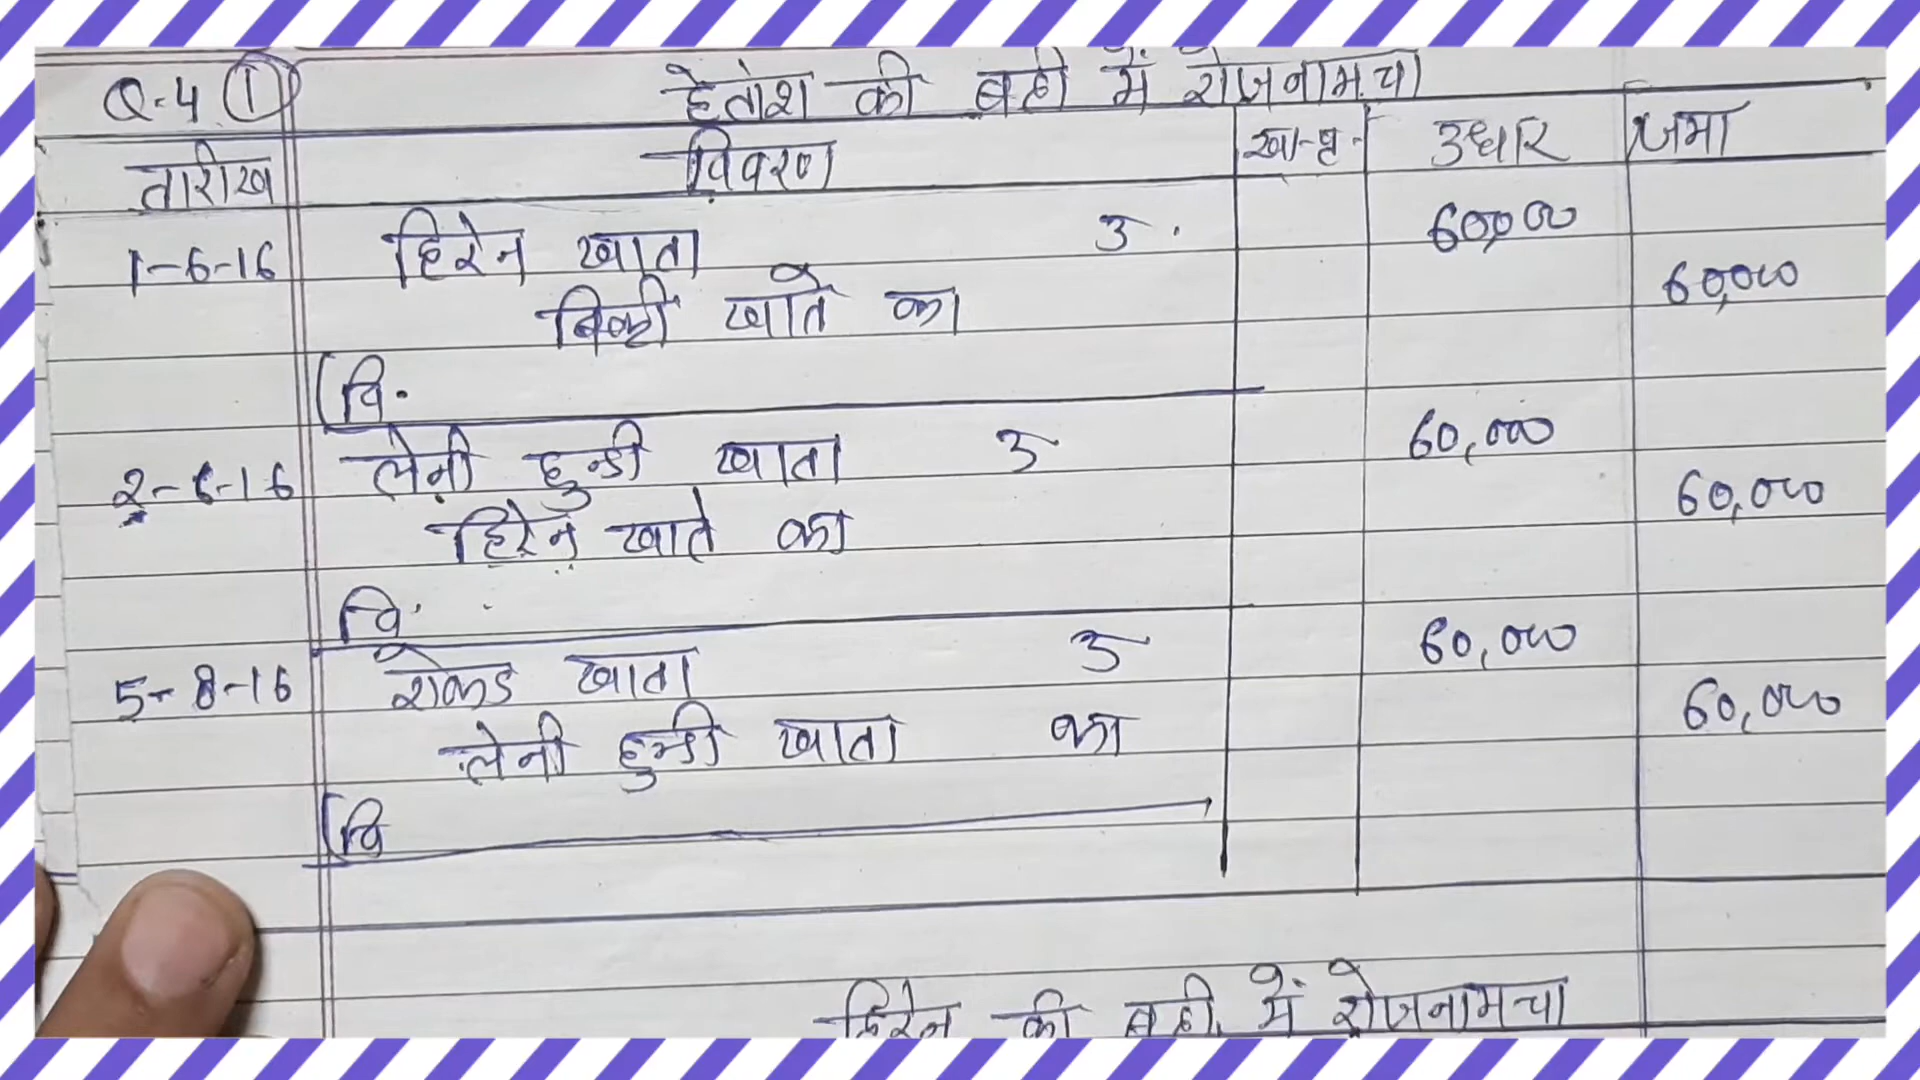 Q-4 (1) हेतांश की बही में रोजनामचा
तारीख विवरण खा-पृ- उधार जमा
1-6-16 हिरेन खाता उ. 60,000
बिक्री खाते का 60,000
(वि.
2-6-16 लेनी हुन्डी खाता उ 60,000
हिरेन खाते का 60,000
(वि.
5-8-16 रोकड खाता उ 60,000
लेनी हुन्डी खाता का 60,000
(वि
हिरेन की बही में रोजनामचा